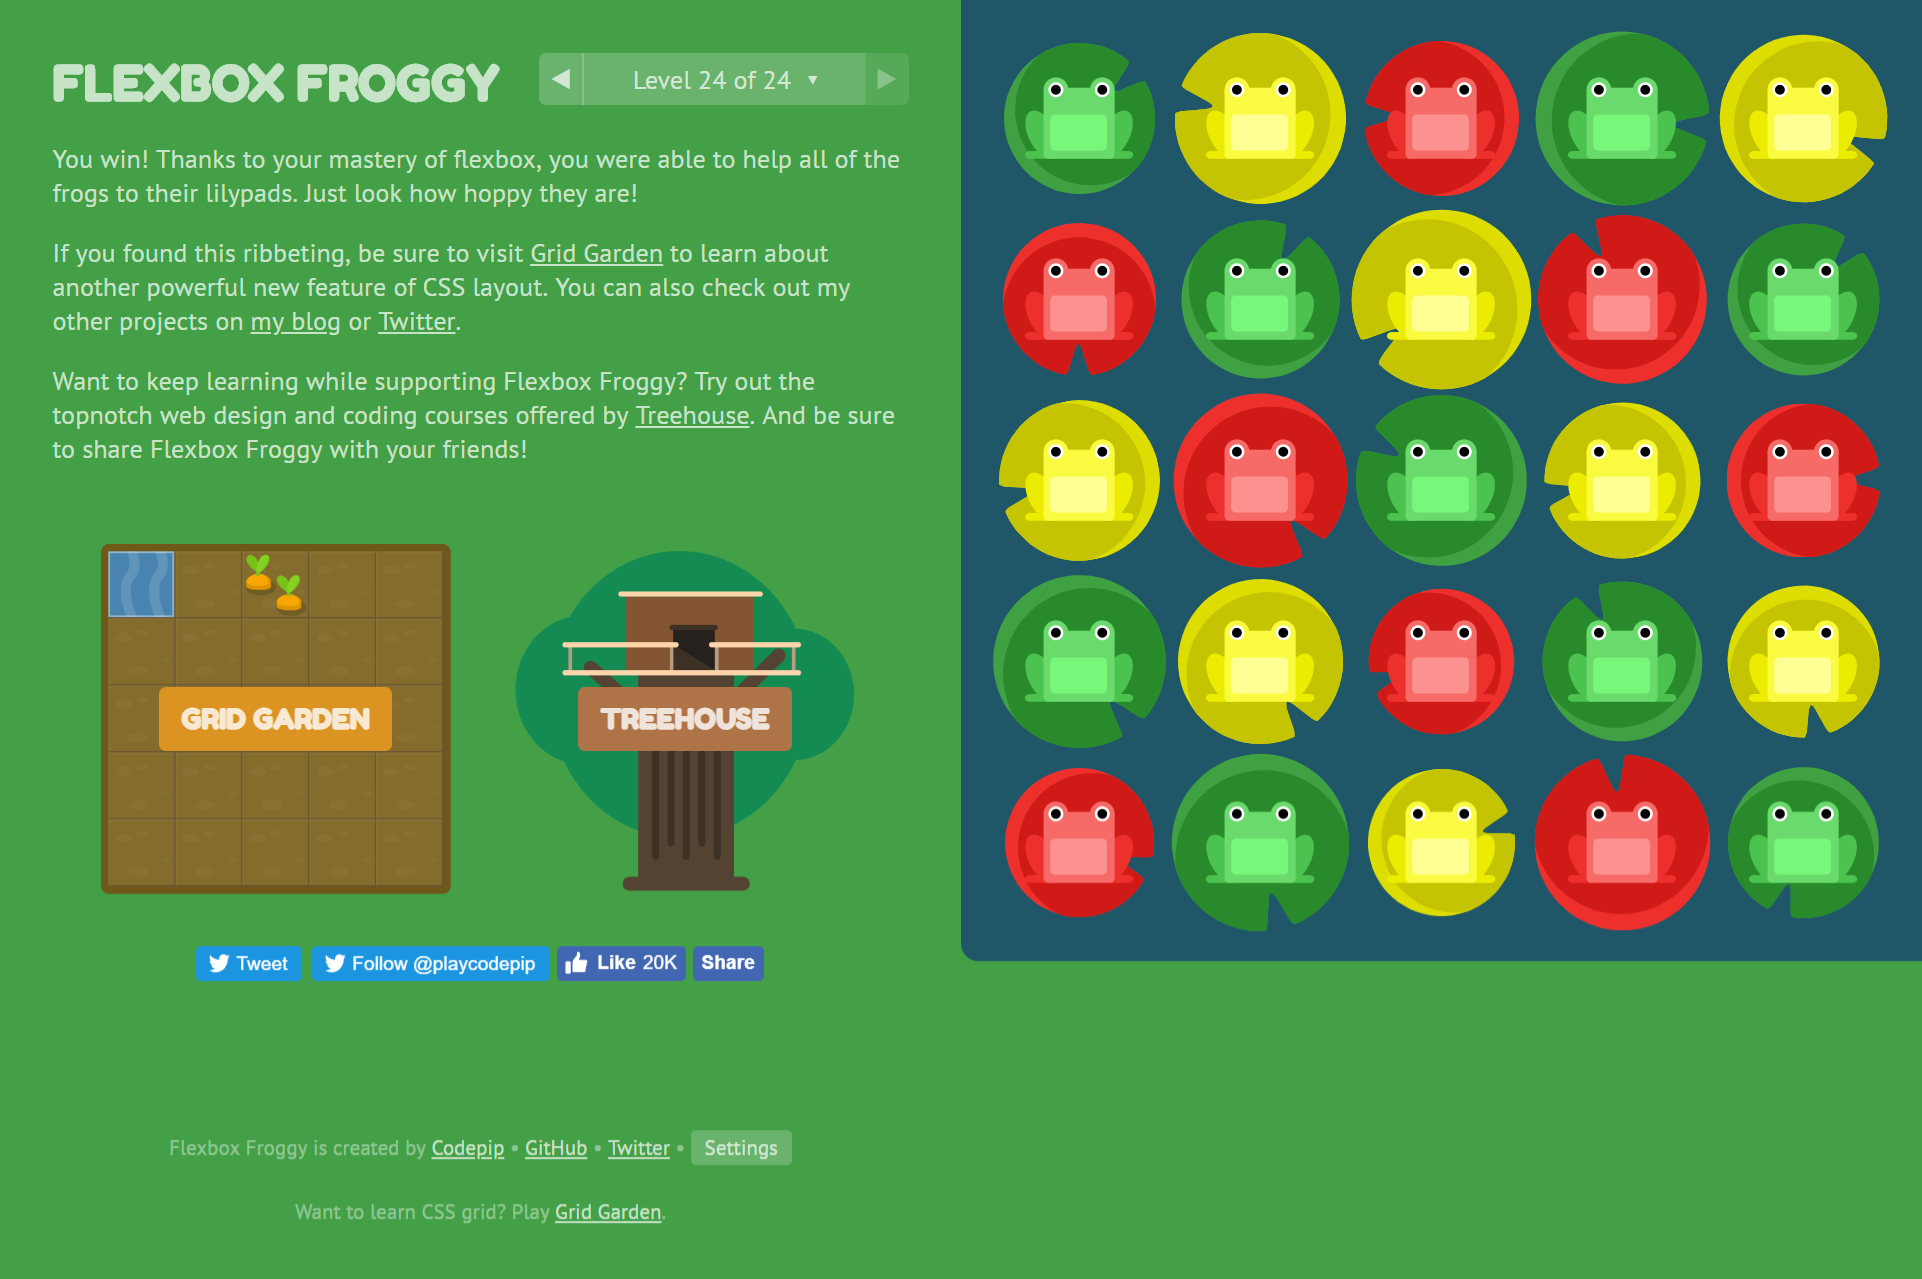 FLEXBOX FROGGY
Level 24 of 24
You win! Thanks to your mastery of flexbox, you were able to help all of the
frogs to their lilypads. Just look how hoppy they are!
If you found this ribbeting, be sure to visit Grid Garden to learn about
another powerful new feature of CSS layout. You can also check out my
other projects on my blog or Twitter.
Want to keep learning while supporting Flexbox Froggy? Try out the
topnotch web design and coding courses offered by Treehouse. And be sure
to share Flexbox Froggy with your friends!
GRID GARDEN
TREEHOUSE
Tweet
Follow @playcodepip
Like 20K
Share
Flexbox Froggy is created by Codepip • GitHub • Twitter • Settings
Want to learn CSS grid? Play Grid Garden.